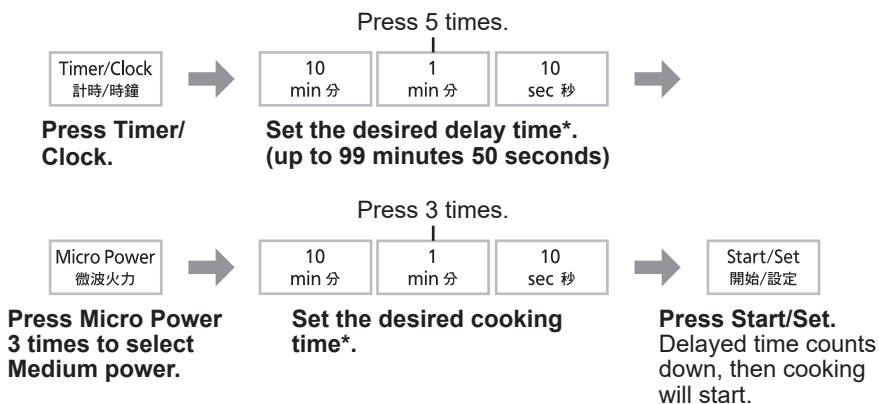 Press 5 times.
Timer/Clock
計時/時鐘
10
min 分
1
min 分
10
sec 秒
Press Timer/
Clock.
Set the desired delay time*.
(up to 99 minutes 50 seconds)
Press 3 times.
Micro Power
微波火力
10
min 分
1
min 分
10
sec 秒
Start/Set
開始/設定
Press Micro Power
3 times to select
Medium power.
Set the desired cooking
time*.
Press Start/Set.
Delayed time counts
down, then cooking
will start.